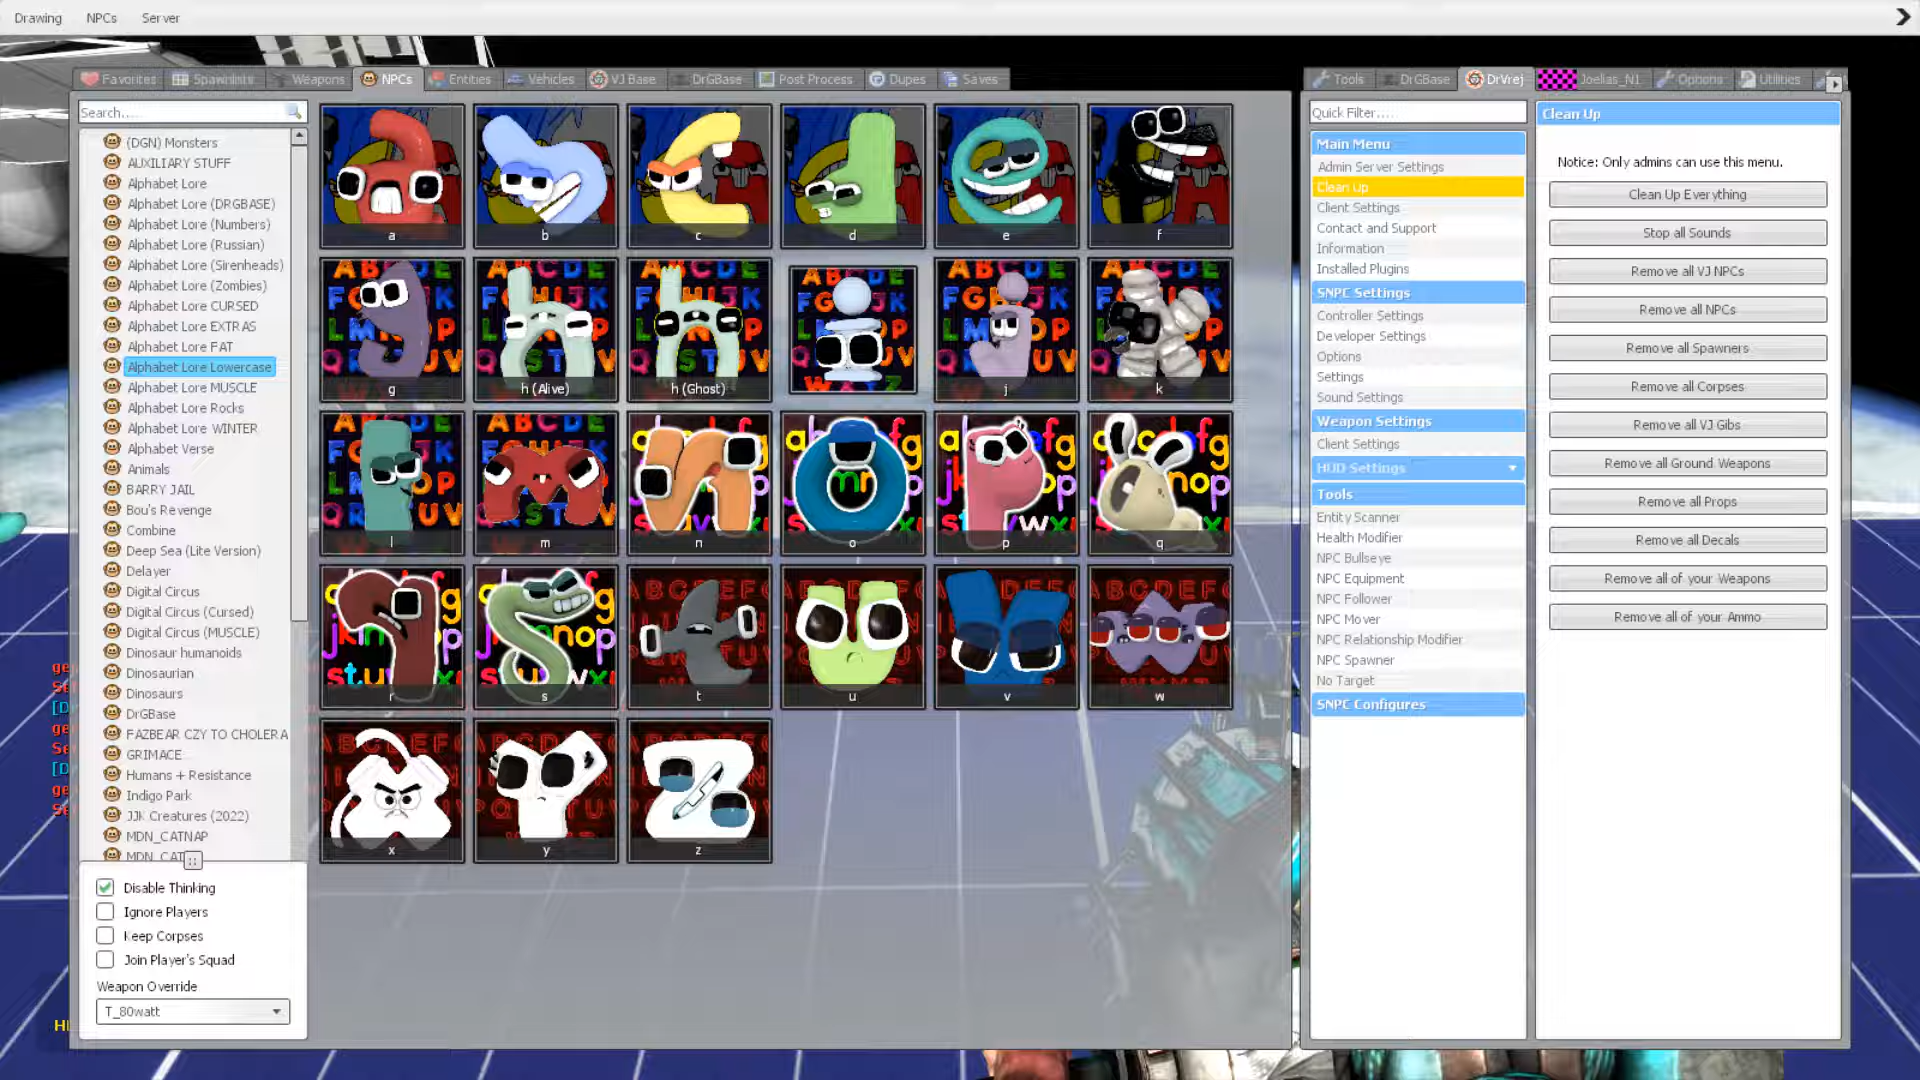 Drawing NPCs Server
Favorites Spawnlists Weapons NPCs Entities Vehicles VJ Base DrGBase Post Process Dupes Saves
Search.....
(DGN) Monsters
AUXILIARY STUFF
Alphabet Lore
Alphabet Lore (DRGBASE)
Alphabet Lore (Numbers)
Alphabet Lore (Russian)
Alphabet Lore (Sirenheads)
Alphabet Lore (Zombies)
Alphabet Lore CURSED
Alphabet Lore EXTRAS
Alphabet Lore FAT
Alphabet Lore Lowercase
Alphabet Lore MUSCLE
Alphabet Lore Rocks
Alphabet Lore WINTER
Alphabet Verse
Animals
BARRY JAIL
Bou's Revenge
Combine
Deep Sea (Lite Version)
Delayer
Digital Circus
Digital Circus (Cursed)
Digital Circus (MUSCLE)
Dinosaur humanoids
Dinosaurian
Dinosaurs
DrGBase
FAZBEAR CZY TO CHOLERA
GRIMACE
Humans + Resistance
Indigo Park
JJK Creatures (2022)
MDN_CATNAP
Disable Thinking
Ignore Players
Keep Corpses
Join Player's Squad
Weapon Override
T_80watt
a b c d e f
g h (Alive) h (Ghost) j k
l m n o p q
r s t u v w
x y z
Tools DrGBase DrVrej Joelias_N1 Options Utilities
Quick Filter.....
Main Menu
Admin Server Settings
Clean Up
Client Settings
Contact and Support
Information
Installed Plugins
SNPC Settings
Controller Settings
Developer Settings
Options
Settings
Sound Settings
Weapon Settings
Client Settings
HUD Settings
Tools
Entity Scanner
Health Modifier
NPC Bullseye
NPC Equipment
NPC Follower
NPC Mover
NPC Relationship Modifier
NPC Spawner
No Target
SNPC Configures
Clean Up
Notice: Only admins can use this menu.
Clean Up Everything
Stop all Sounds
Remove all VJ NPCs
Remove all NPCs
Remove all Spawners
Remove all Corpses
Remove all VJ Gibs
Remove all Ground Weapons
Remove all Props
Remove all Decals
Remove all of your Weapons
Remove all of your Ammo